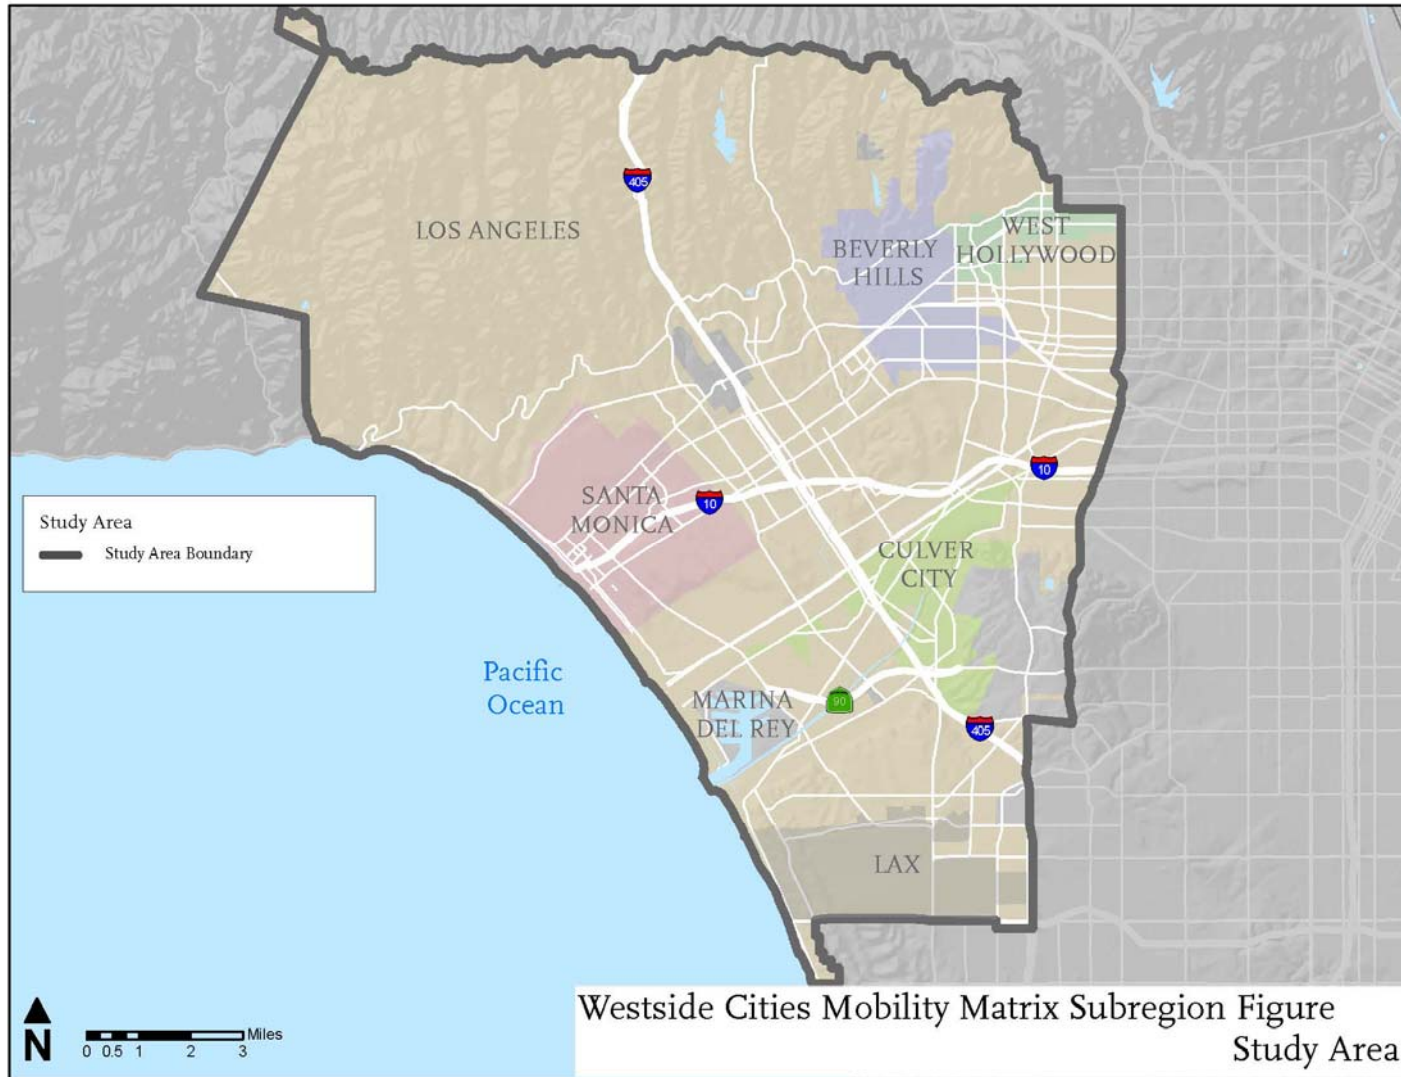 405
LOS ANGELES
WEST
HOLLYWOOD
BEVERLY
HILLS
10
SANTA
MONICA
10
Study Area
Study Area Boundary
CULVER
CITY
Pacific
Ocean
MARINA
DEL REY
90
405
LAX
Westside Cities Mobility Matrix Subregion Figure
Study Area
N
Miles
0 0.5 1 2 3